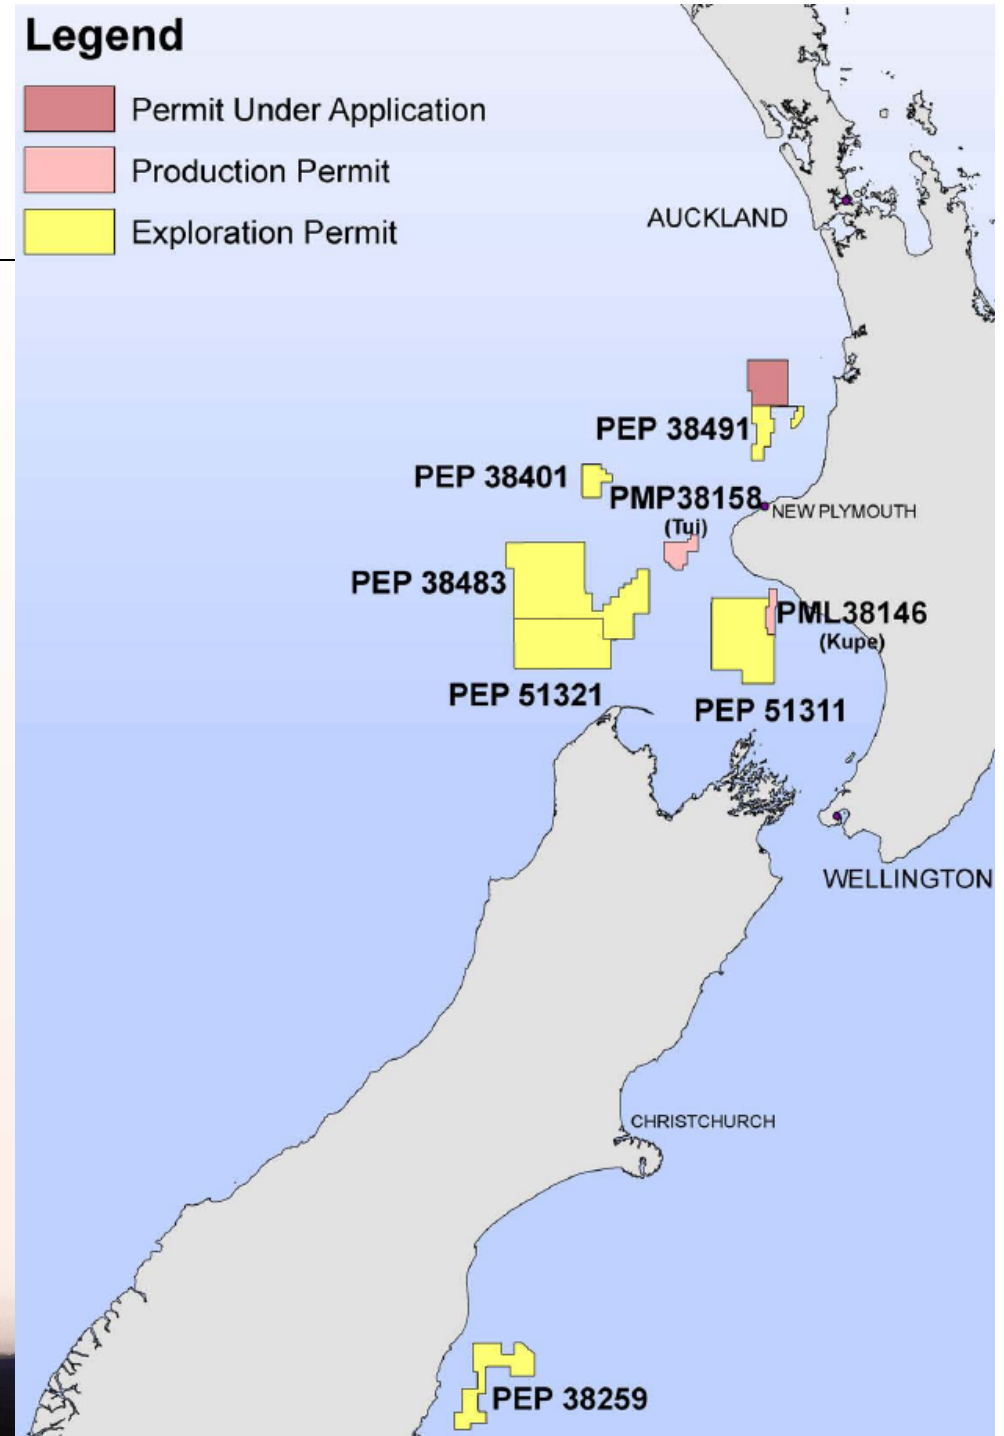 Legend
Permit Under Application
Production Permit
Exploration Permit
AUCKLAND
PEP 38491
PEP 38401
PMP38158
(Tui)
NEW PLYMOUTH
PEP 38483
PML38146
(Kupe)
PEP 51321
PEP 51311
WELLINGTON
CHRISTCHURCH
PEP 38259